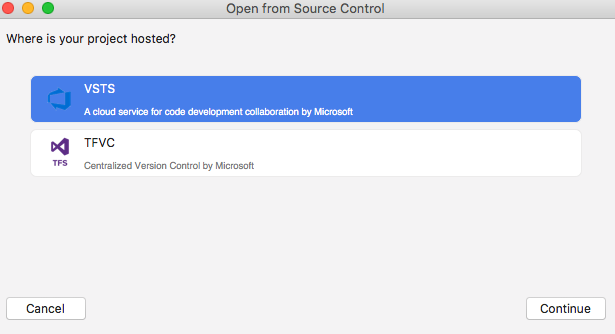 Open from Source Control
Where is your project hosted?
VSTS
A cloud service for code development collaboration by Microsoft
TFVC
TFS
Centralized Version Control by Microsoft
Cancel
Continue